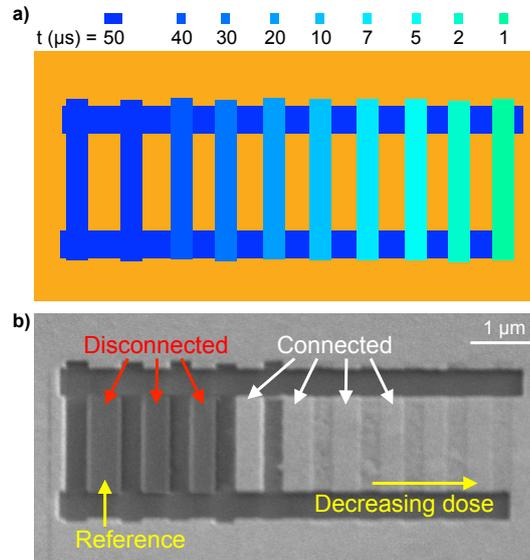 a)
t (µs) = 50 40 30 20 10 7 5 2 1
b)
1 µm
Disconnected Connected
Decreasing dose
Reference